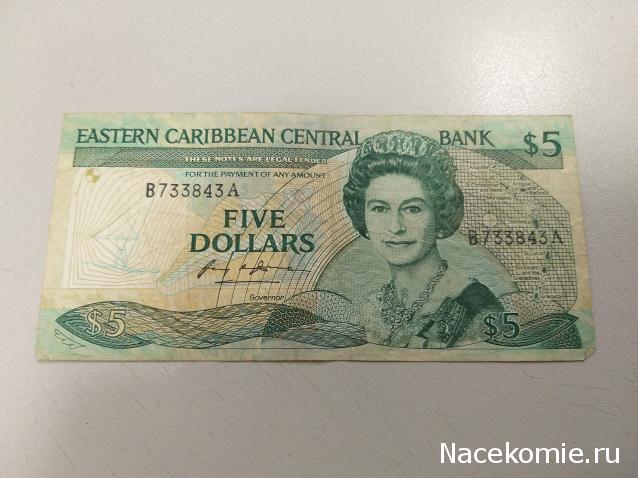 EASTERN CARIBBEAN CENTRAL BANK $5
THESE NOTES ARE LEGAL TENDER
FOR THE PAYMENT OF ANY AMOUNT
B733843A
FIVE
DOLLARS
B733843A
Governor
$5
$5
Nacekomie.ru